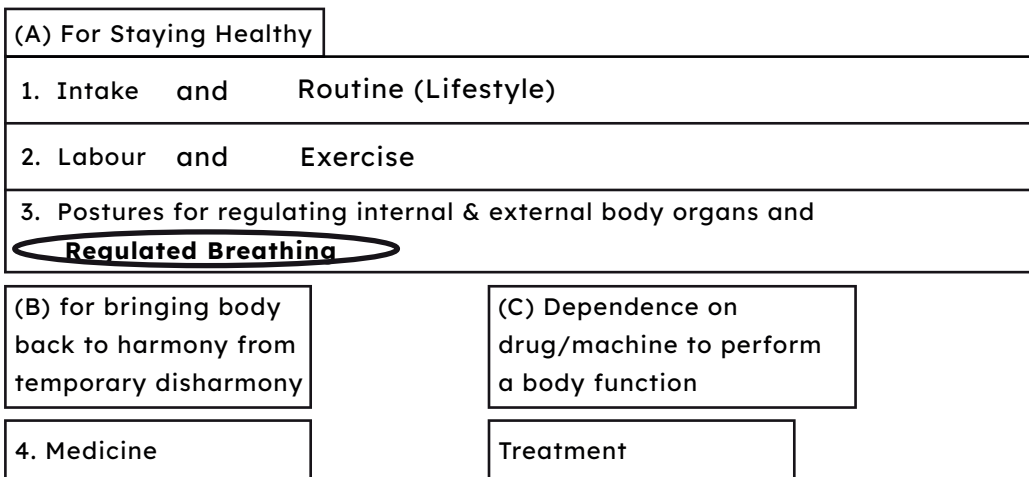 (A) For Staying Healthy
1. Intake and Routine (Lifestyle)
2. Labour and Exercise
3. Postures for regulating internal & external body organs and
Regulated Breathing
(B) for bringing body
back to harmony from
temporary disharmony
(C) Dependence on
drug/machine to perform
a body function
4. Medicine
Treatment